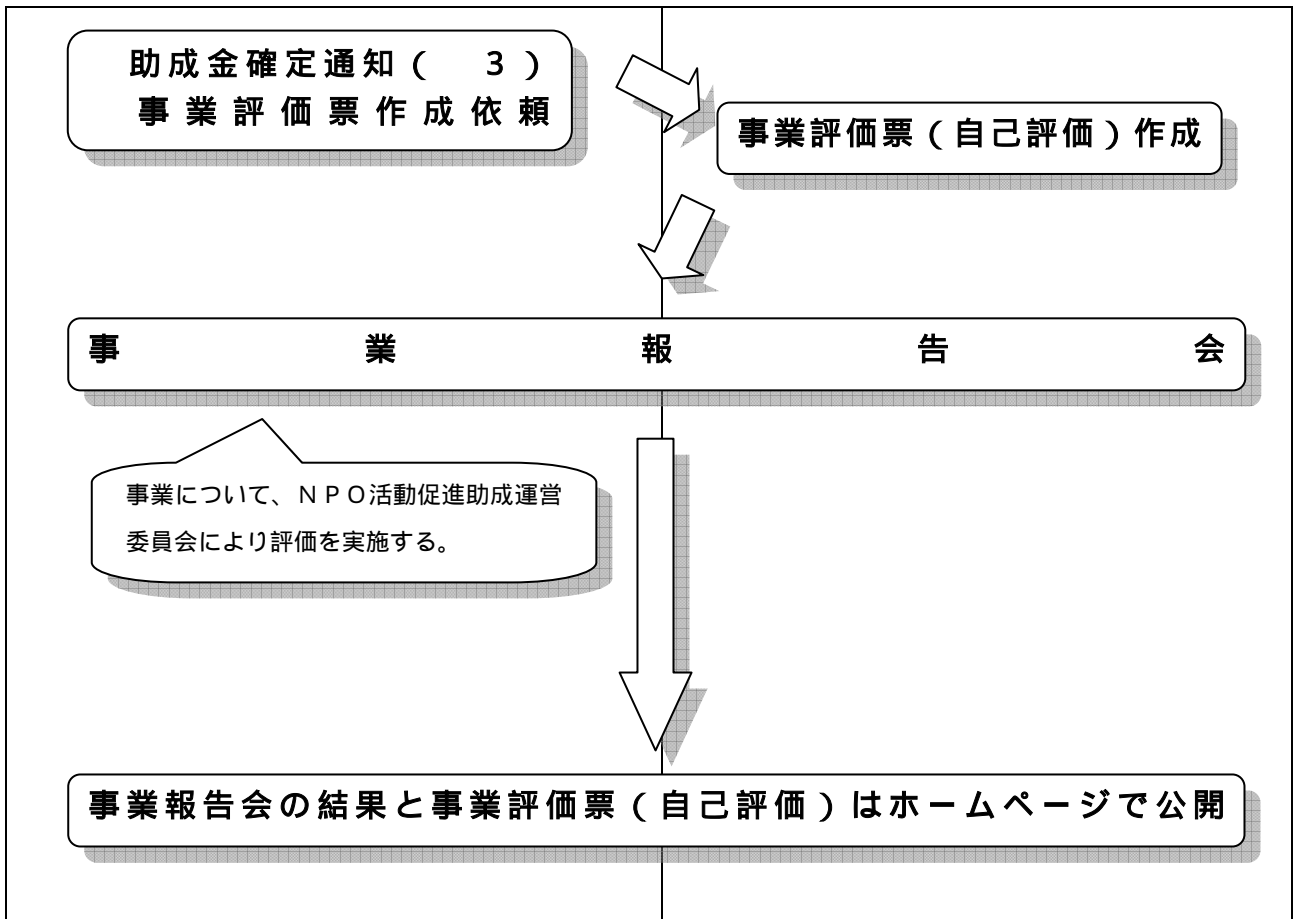 助成金確定通知(　3)
事業評価票作成依頼
事業評価票(自己評価)作成
事業報告会
事業について、NPO活動促進助成運営
委員会により評価を実施する。
事業報告会の結果と事業評価票(自己評価)はホームページで公開